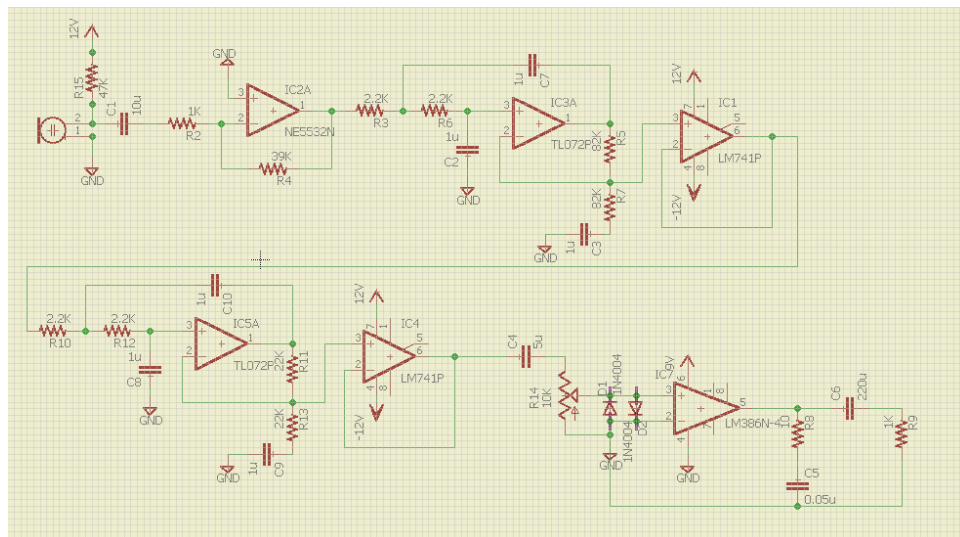 12V
R15
47K
2
1
GND
C1
10u
1K
R2
GND
3
2
1
IC2A
NE5532N
39K
R4
2.2K
R3
2.2K
R6
1u
C7
1u
C2
GND
3
2
1
IC3A
TL072P
82K
R5
82K
R7
1u
C3
GND
12V
3
2
7
1
5
6
4
8
IC1
LM741P
-12V
2.2K
R10
2.2K
R12
1u
C10
1u
C8
GND
3
2
1
IC5A
TL072P
22K
R11
22K
R13
1u
C9
GND
12V
3
2
7
1
5
6
4
8
IC4
LM741P
-12V
C4
5u
R14
10K
D1
1N4004
1N4004
D2
GND
9V
IC7
3
2
6
1
8
5
4
7
LM386N-4
GND
10
R8
C6
220u
1K
R9
C5
0.05u